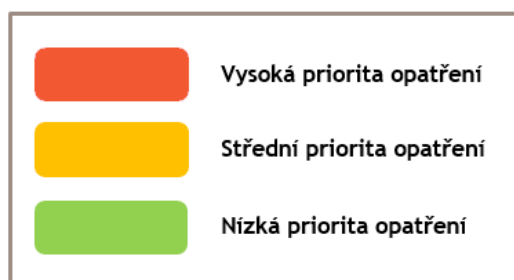 Vysoká priorita opatření
Střední priorita opatření
Nízká priorita opatření